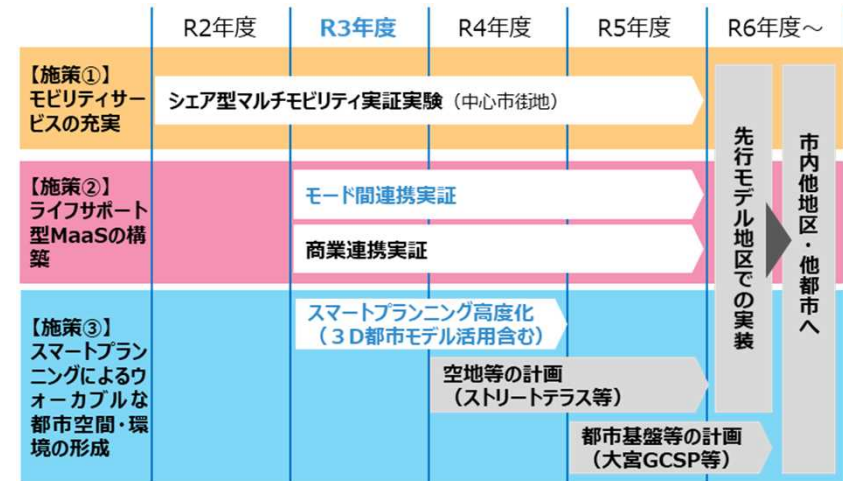 R2年度
R3年度
R4年度
R5年度
R6年度~
【施策①】
モビリティサー
ビスの充実
シェア型マルチモビリティ実証実験（中心市街地）
【施策②】
ライフサポート
型MaaSの構
築
モード間連携実証
商業連携実証
【施策③】
スマートプラン
ニングによるウ
ォーカブルな
都市空間・環
境の形成
スマートプランニング高度化
（３D都市モデル活用含む）
空地等の計画
（ストリートテラス等）
都市基盤等の計画
（大宮GCSP等）
先行モデル地区での実装
市内他地区・他都市へ